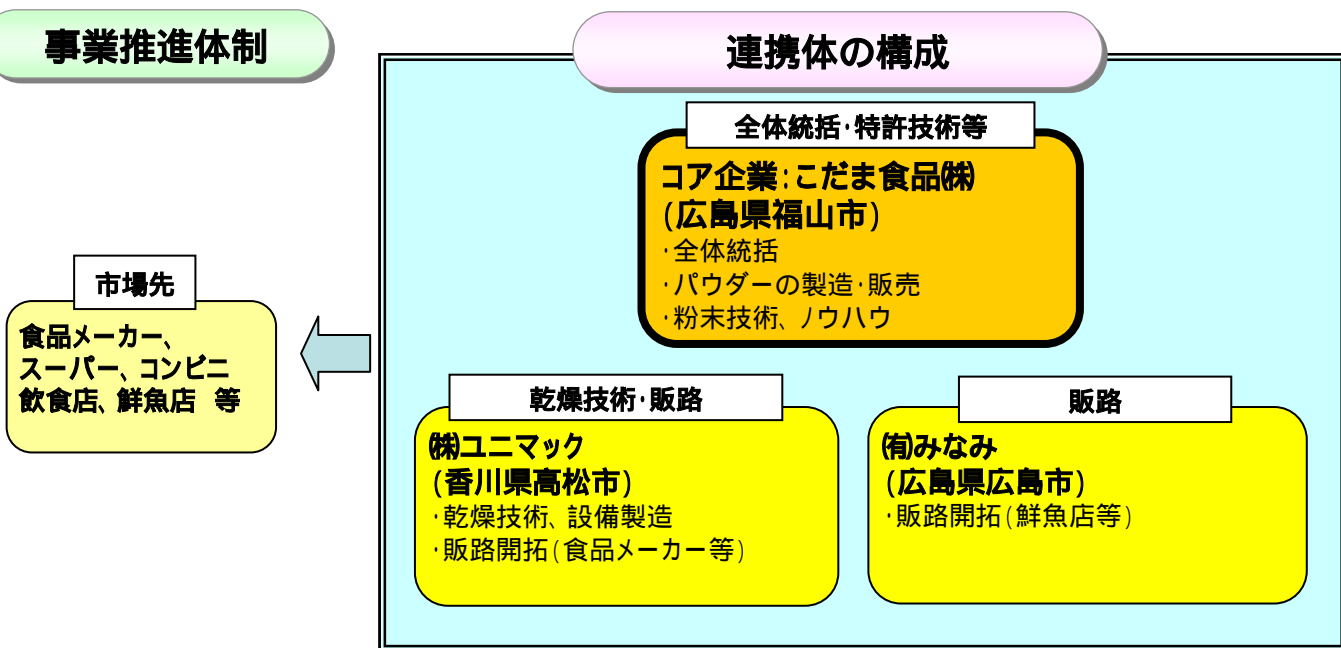 事業推進体制
連携体の構成
全体統括・特許技術等
コア企業：こだま食品㈱
(広島県福山市)
・全体統括
・パウダーの製造・販売
・粉末技術、ノウハウ
市場先
食品メーカー、
スーパー、コンビニ
飲食店、鮮魚店 等
乾燥技術・販路
㈱ユニマック
(香川県高松市)
・乾燥技術、設備製造
・販路開拓(食品メーカー等)
販路
㈲みなみ
(広島県広島市)
・販路開拓(鮮魚店等)